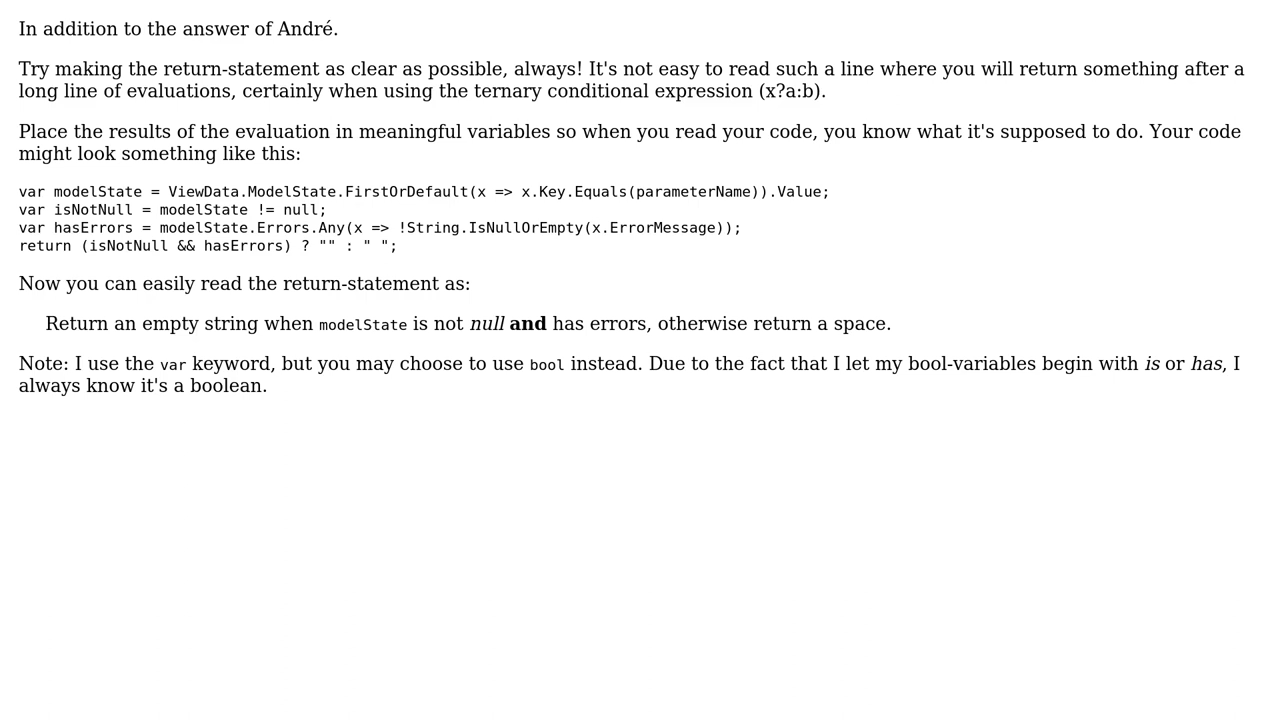 In addition to the answer of André.
Try making the return-statement as clear as possible, always! It's not easy to read such a line where you will return something after a
long line of evaluations, certainly when using the ternary conditional expression (x?a:b).
Place the results of the evaluation in meaningful variables so when you read your code, you know what it's supposed to do. Your code
might look something like this:
var modelState = ViewData.ModelState.FirstOrDefault(x => x.Key.Equals(parameterName)).Value;
var isNotNull = modelState != null;
var hasErrors = modelState.Errors.Any(x => !String.IsNullOrEmpty(x.ErrorMessage));
return (isNotNull && hasErrors) ? "" : " ";
Now you can easily read the return-statement as:
Return an empty string when modelState is not null and has errors, otherwise return a space.
Note: I use the var keyword, but you may choose to use bool instead. Due to the fact that I let my bool-variables begin with is or has, I
always know it's a boolean.